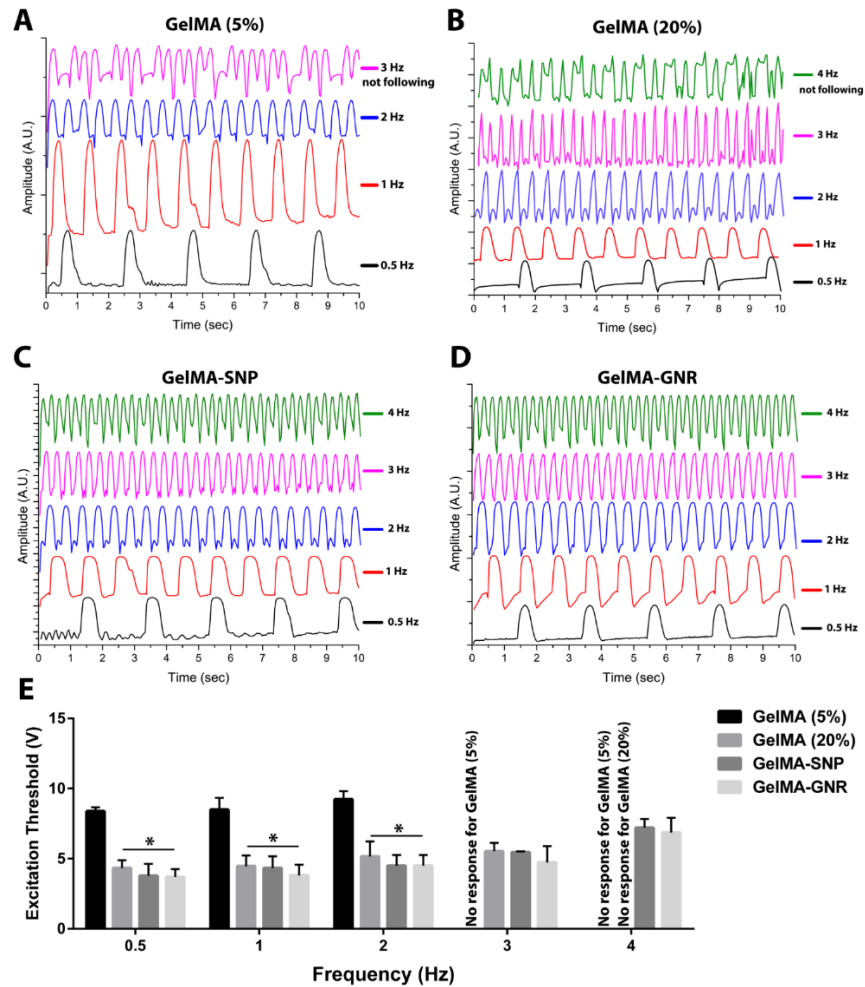 A
GelMA (5%)
3 Hz
not following
2 Hz
1 Hz
0.5 Hz
Amplitude (A.U.)
0 1 2 3 4 5 6 7 8 9 10
Time (sec)
B
GelMA (20%)
4 Hz
not following
3 Hz
2 Hz
1 Hz
0.5 Hz
Amplitude (A.U.)
0 1 2 3 4 5 6 7 8 9 10
Time (sec)
C
GelMA-SNP
4 Hz
3 Hz
2 Hz
1 Hz
0.5 Hz
Amplitude (A.U.)
0 1 2 3 4 5 6 7 8 9 10
Time (sec)
D
GelMA-GNR
4 Hz
3 Hz
2 Hz
1 Hz
0.5 Hz
Amplitude (A.U.)
0 1 2 3 4 5 6 7 8 9 10
Time (sec)
E
Excitation Threshold (V)
15
10
5
0
*
*
*
No response for GelMA (5%)
No response for GelMA (5%)
No response for GelMA (20%)
0.5 1 2 3 4
Frequency (Hz)
GelMA (5%)
GelMA (20%)
GelMA-SNP
GelMA-GNR